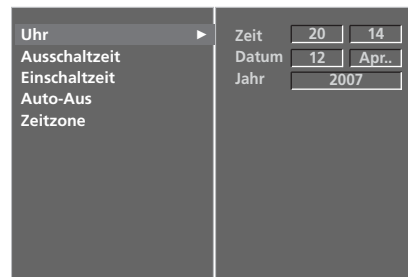 Uhr ►
Ausschaltzeit
Einschaltzeit
Auto-Aus
Zeitzone
Zeit 20 14
Datum 12 Apr..
Jahr 2007